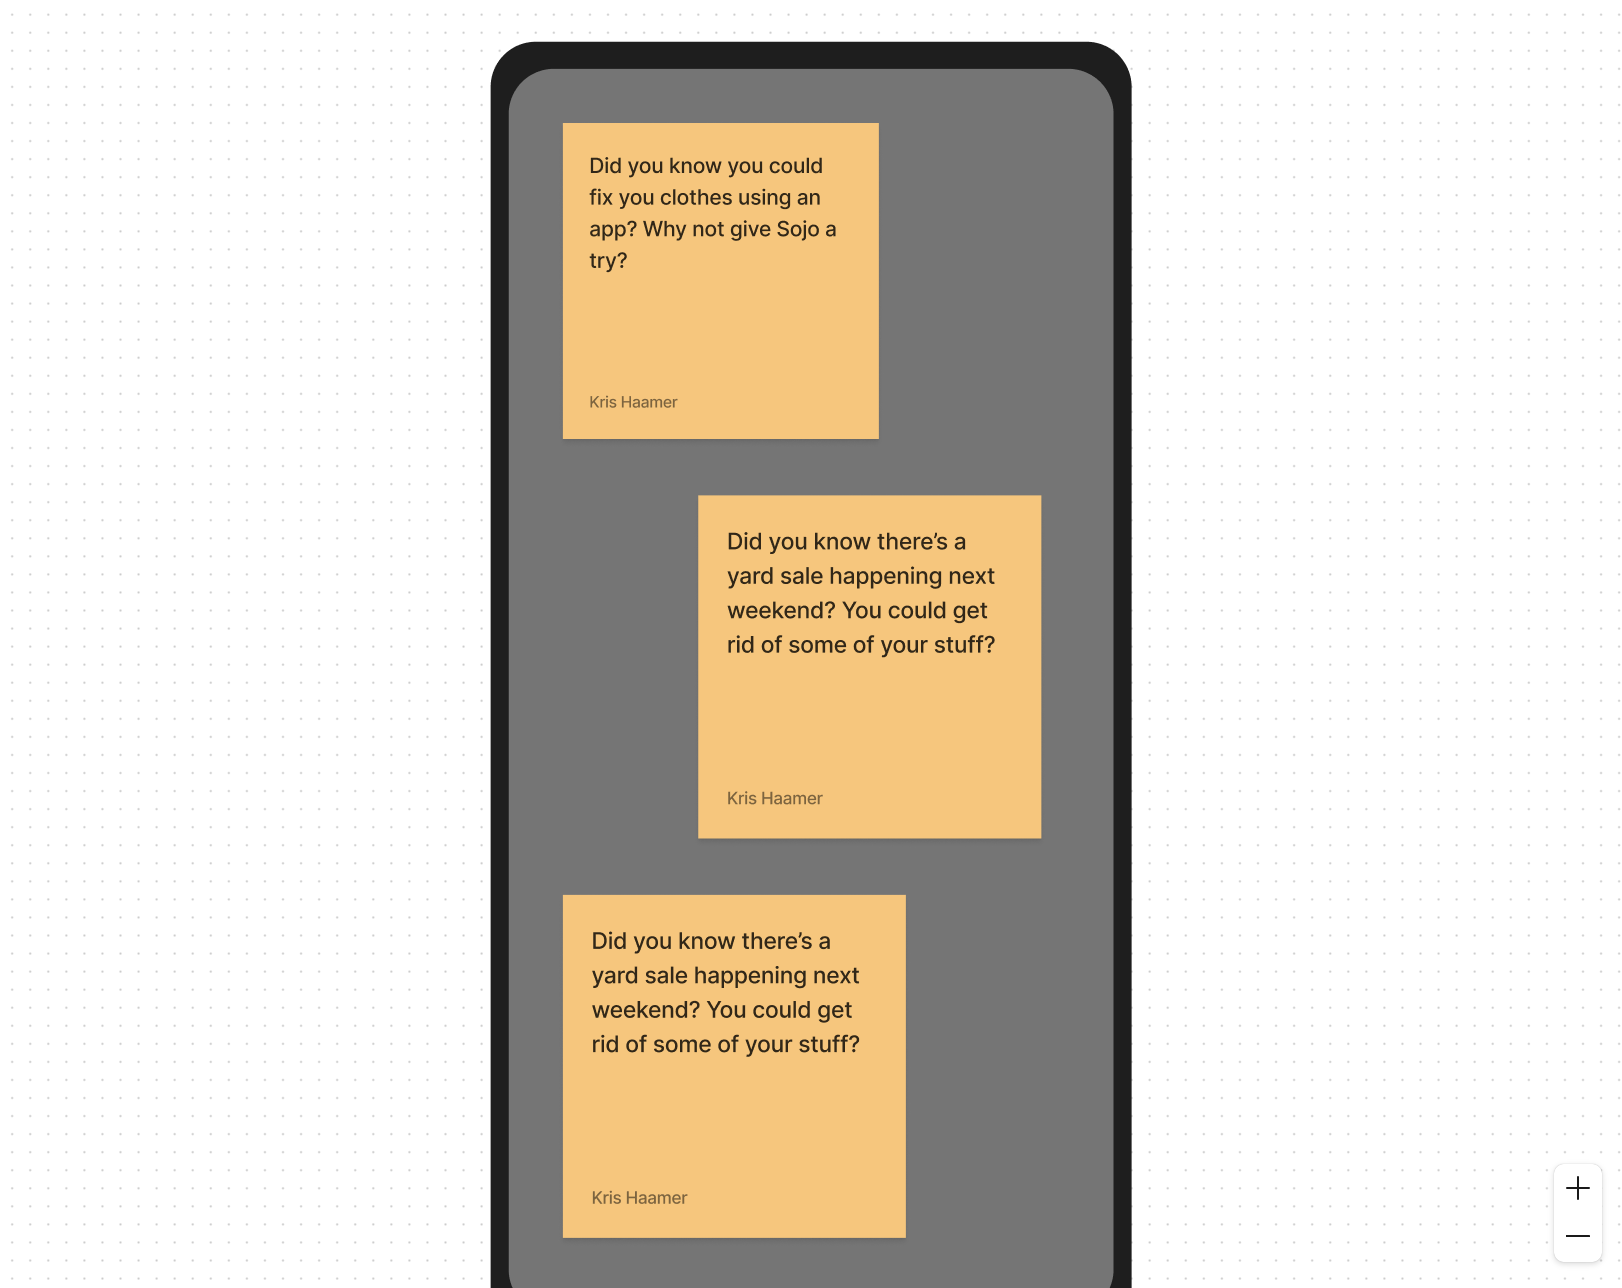 Did you know you could
fix you clothes using an
app? Why not give Sojo a
try?
Kris Haamer
Did you know there’s a
yard sale happening next
weekend? You could get
rid of some of your stuff?
Kris Haamer
Did you know there’s a
yard sale happening next
weekend? You could get
rid of some of your stuff?
Kris Haamer